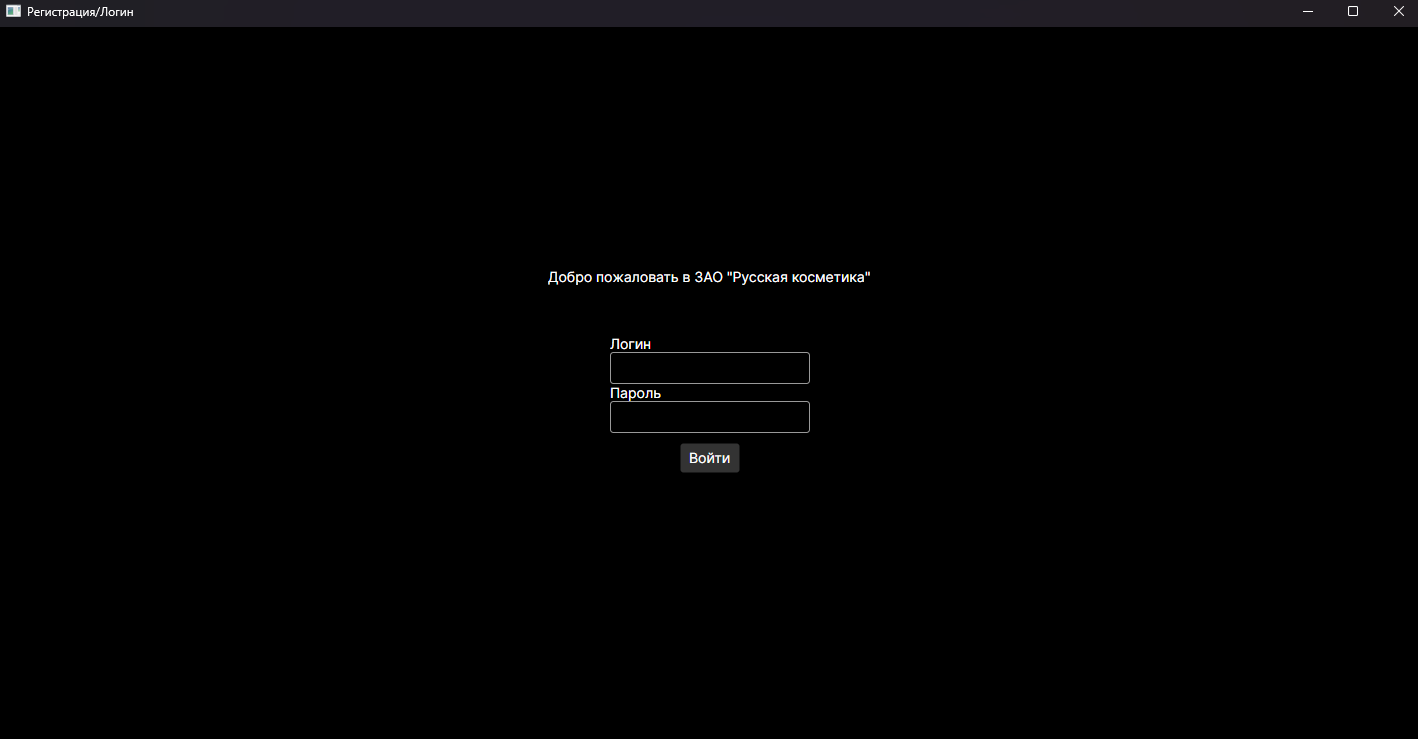 Регистрация/Логин
Добро пожаловать в ЗАО "Русская косметика"
Логин
Пароль
Войти